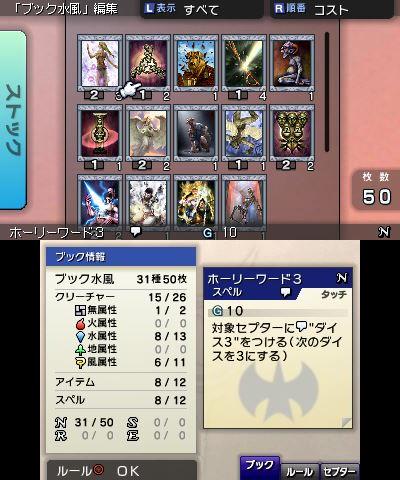 「ブック水風」編集
L 表示 すべて
R 順番 コスト
ストック
2 3 1 2 1 1 4 1
1 1 2 1 1 2 2
枚数
50
ホーリーワード3 G 10 N
ブック情報
ブック水風 31種50枚
クリーチャー 15/26
無属性 1/ 2
火属性 0/ 0
水属性 8/13
地属性 0/ 0
風属性 6/11
アイテム 8/12
スペル 8/12
N 31/50 S 0/ 0
R 0/ 0 E 0/ 0
ルール OK
ホーリーワード3 N
スペル タッチ
G10
対象セプターに"ダイ
ス3"をつける(次のダイ
スを3にする)
ブック ルール セプター